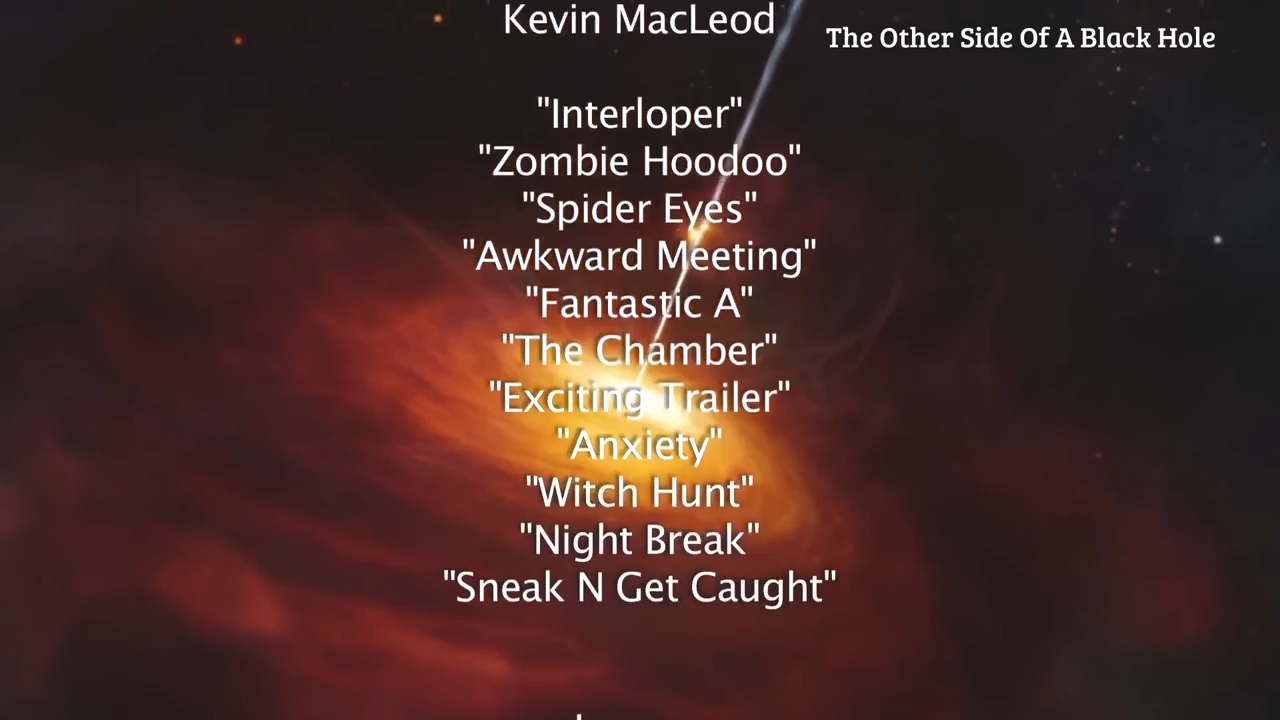 Kevin MacLeod
The Other Side Of A Black Hole
"Interloper"
"Zombie Hoodoo"
"Spider Eyes"
"Awkward Meeting"
"Fantastic A"
"The Chamber"
"Exciting Trailer"
"Anxiety"
"Witch Hunt"
"Night Break"
"Sneak N Get Caught"